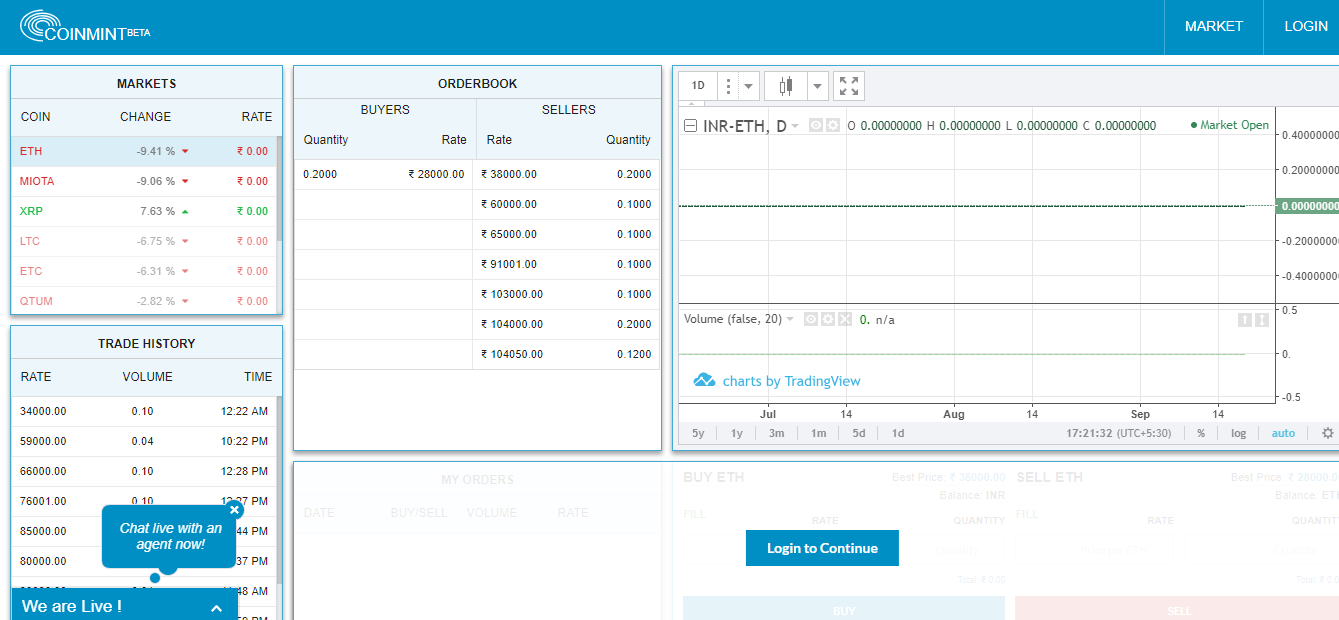 COINMINT BETA
MARKET
LOGIN
MARKETS
COIN CHANGE RATE
ETH -9.41 % ₹ 0.00
MIOTA -9.06 % ₹ 0.00
XRP 7.63 % ₹ 0.00
LTC -6.75 % ₹ 0.00
ETC -6.31 % ₹ 0.00
QTUM -2.82 % ₹ 0.00
TRADE HISTORY
RATE VOLUME TIME
34000.00 0.10 12:22 AM
59000.00 0.04 10:22 PM
66000.00 0.10 12:28 PM
76001.00 0.10 12:27 PM
85000.00 :44 PM
80000.00 :37 PM
:48 AM
Chat live with an
agent now!
We are Live !
ORDERBOOK
BUYERS SELLERS
Quantity Rate Rate Quantity
0.2000 ₹ 28000.00 ₹ 38000.00 0.2000
₹ 60000.00 0.1000
₹ 65000.00 0.1000
₹ 91001.00 0.1000
₹ 103000.00 0.1000
₹ 104000.00 0.2000
₹ 104050.00 0.1200
1D
INR-ETH, D O 0.00000000 H 0.00000000 L 0.00000000 C 0.00000000 Market Open
0.40000000
0.20000000
0.00000000
-0.20000000
-0.40000000
Volume (false, 20) 0. n/a
0.5
0.
-0.5
charts by TradingView
Jul 14 Aug 14 Sep 14
5y 1y 3m 1m 5d 1d 17:21:32 (UTC+5:30) % log auto
MY ORDERS
DATE BUY/SELL VOLUME RATE
BUY ETH Best Price: ₹ 38000.00
Balance: INR
FILL
RATE QUANTITY
Quantity
Login to Continue
Total: ₹ 0.00
BUY
SELL ETH Best Price: ₹ 28000.0
Balance: ET
FILL
RATE QUANTIT
Price per ETH Quantity
Total: ₹ 0.0
SELL